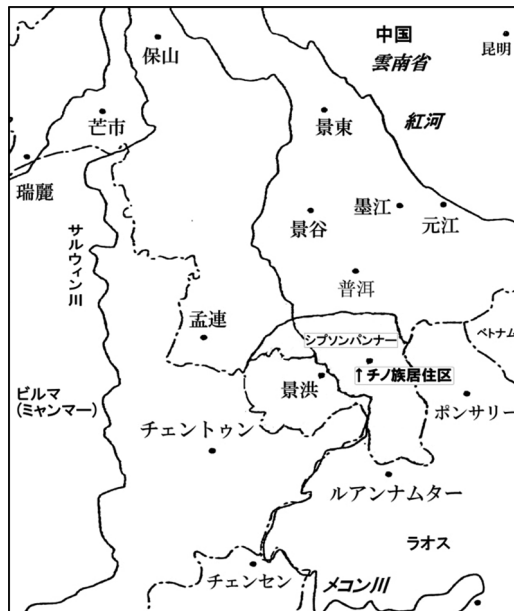 中国
雲南省
昆明
保山
芒市
景東
紅河
瑞麗
墨江
元江
景谷
サルウィン川
普洱
孟連
シプソンパンナー
ベトナム
↑チノ族居住区
景洪
ビルマ
(ミャンマー)
ポンサリー
チェントゥン
ルアンナムター
ラオス
チェンセン
メコン川